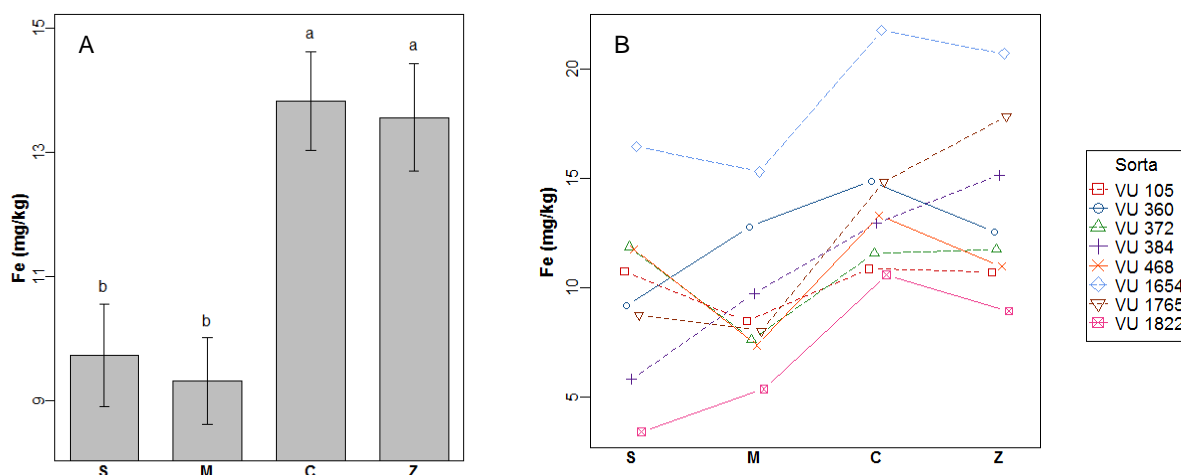 A
Fe (mg/kg)
15
13
11
9
b
b
a
a
S M C Z
B
Fe (mg/kg)
20
15
10
5
S M C Z
Sorta
VU 105
VU 360
VU 372
VU 384
VU 468
VU 1654
VU 1765
VU 1822